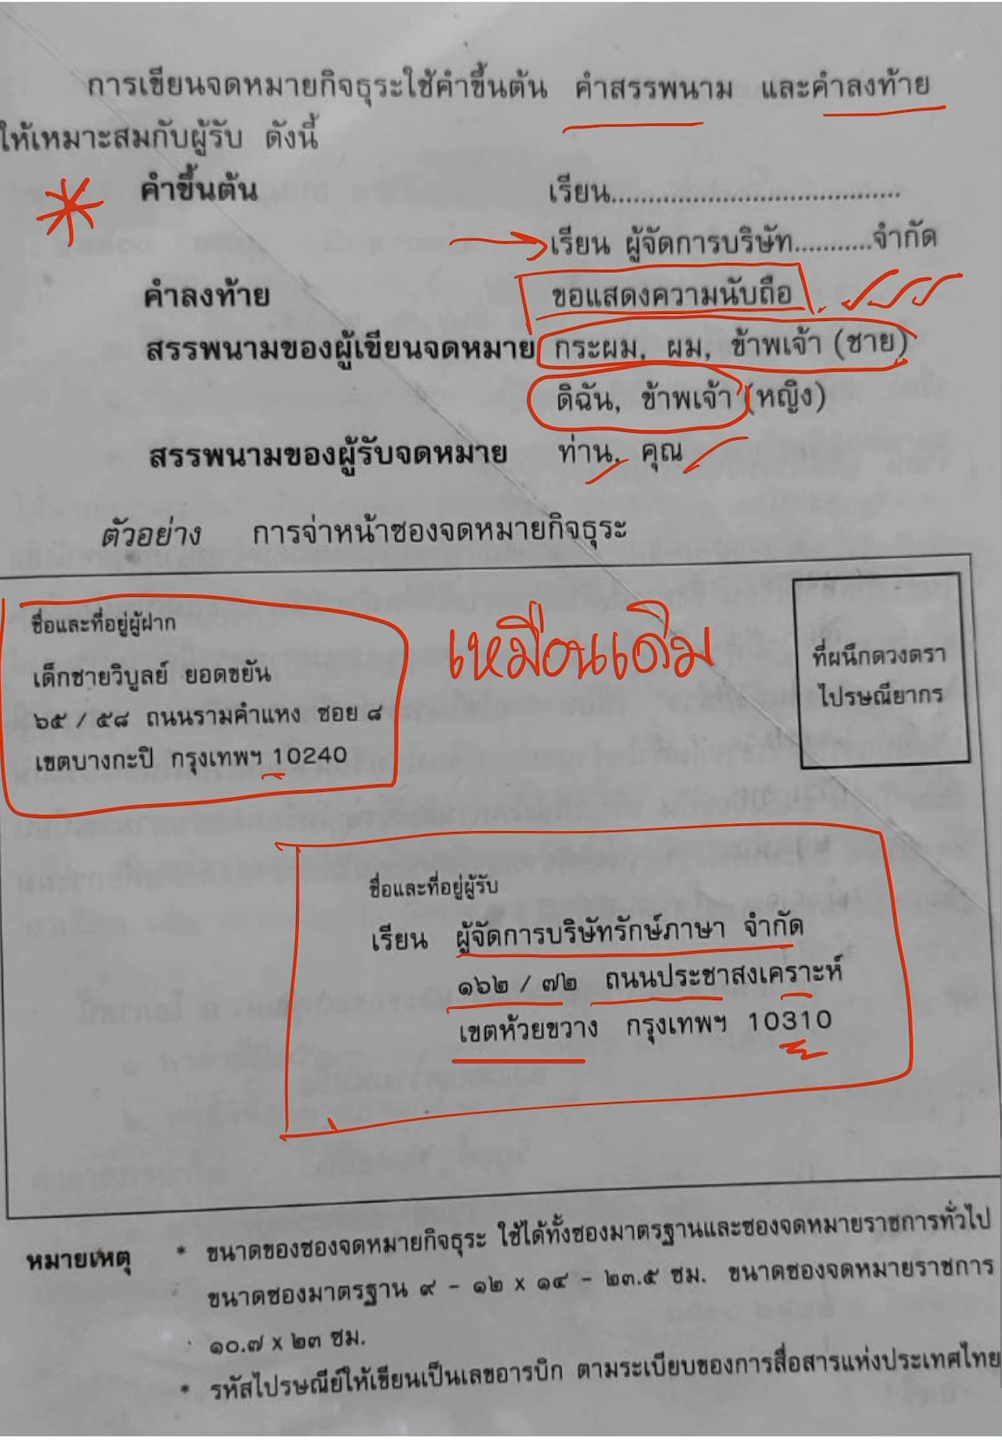 การเขียนจดหมายกิจธุระใช้คำขึ้นต้น คำสรรพนาม และคำลงท้าย
ให้เหมาะสมกับผู้รับ ดังนี้
คำขึ้นต้น เรียน......................................
เรียน ผู้จัดการบริษัท...........จำกัด
คำลงท้าย ขอแสดงความนับถือ
สรรพนามของผู้เขียนจดหมาย กระผม, ผม, ข้าพเจ้า (ชาย)
ดิฉัน, ข้าพเจ้า (หญิง)
สรรพนามของผู้รับจดหมาย ท่าน, คุณ
ตัวอย่าง การจ่าหน้าซองจดหมายกิจธุระ
ชื่อและที่อยู่ผู้ฝาก
เด็กชายวิบูลย์ ยอดขยัน
๖๕ / ๕๘ ถนนรามคำแหง ซอย ๘
เขตบางกะปิ กรุงเทพฯ 10240
เหมือนเดิม
ที่ผนึกดวงตรา
ไปรษณียากร
ชื่อและที่อยู่ผู้รับ
เรียน ผู้จัดการบริษัทรักษ์ภาษา จำกัด
๑๖๒ / ๗๒ ถนนประชาสงเคราะห์
เขตห้วยขวาง กรุงเทพฯ 10310
หมายเหตุ * ขนาดของซองจดหมายกิจธุระ ใช้ได้ทั้งซองมาตรฐานและซองจดหมายราชการทั่วไป
ขนาดซองมาตรฐาน ๙ - ๑๒ x ๑๔ - ๒๓.๕ ซม. ขนาดซองจดหมายราชการ
๑๐.๗ x ๒๓ ซม.
* รหัสไปรษณีย์ให้เขียนเป็นเลขอารบิก ตามระเบียบของการสื่อสารแห่งประเทศไทย